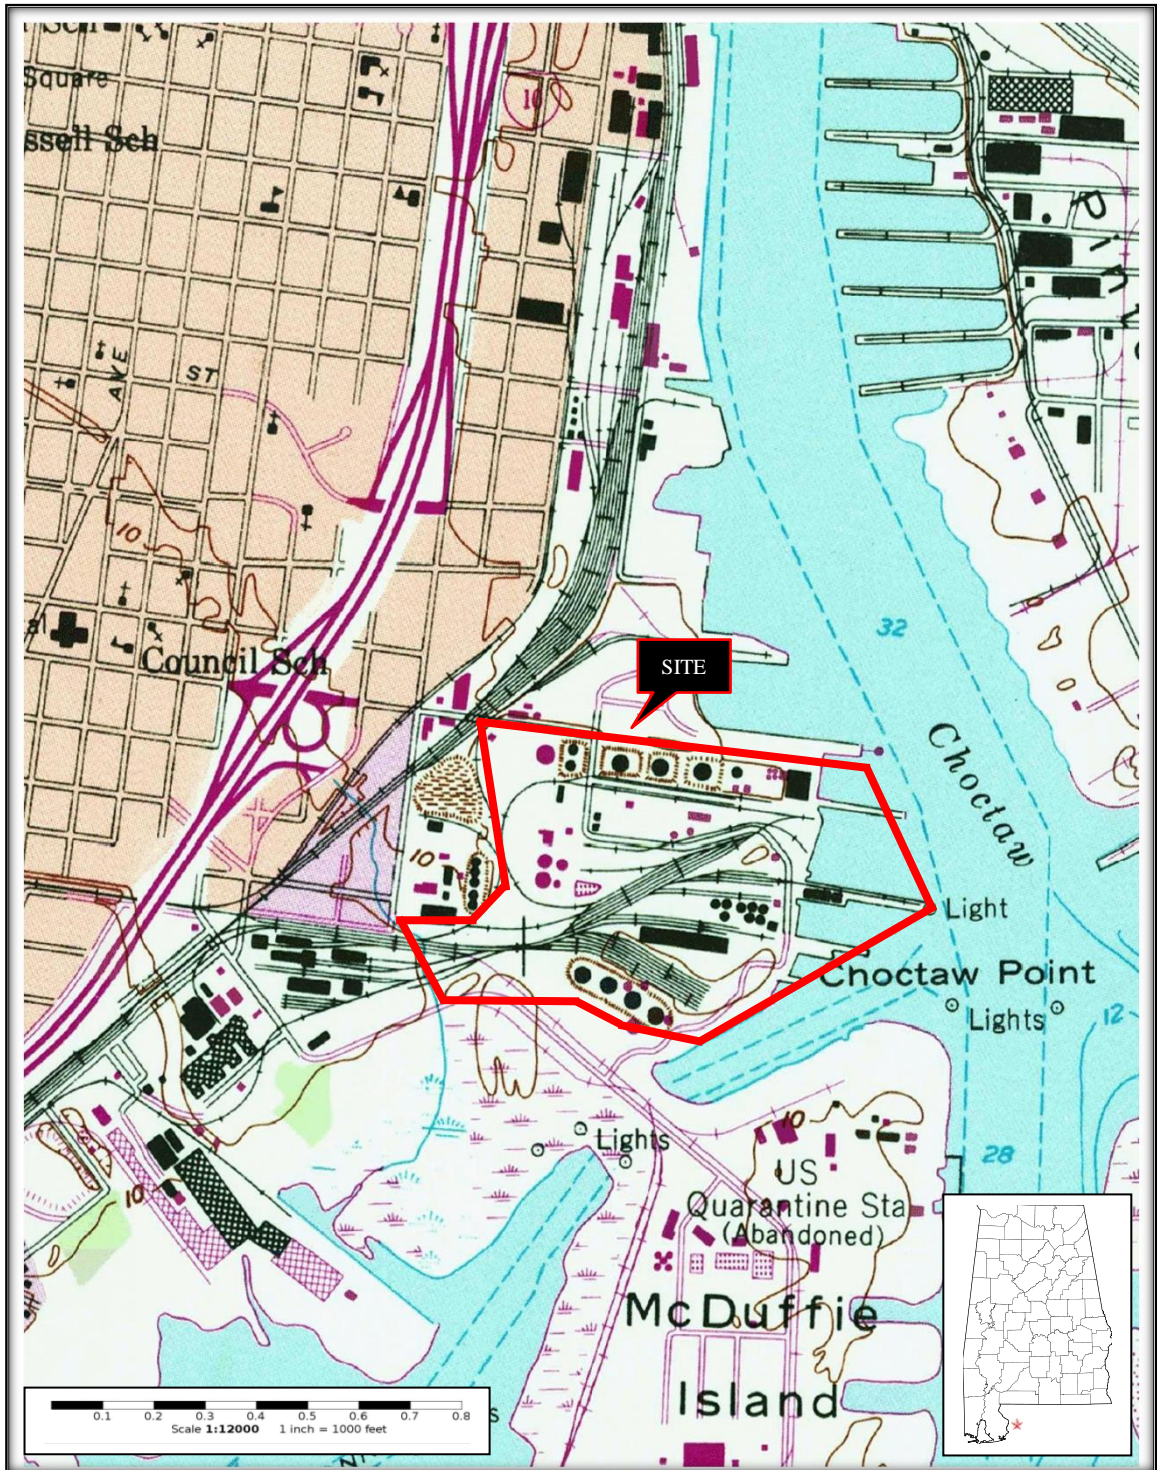 Square
ssell Sch
10
AVE
ST
10
32
Council Sch
SITE
Choctaw
10
Light
Choctaw Point
Lights
12
10
Lights
28
US
Quarantine Sta
(Abandoned)
10
McDuffie
Island
0.1 0.2 0.3 0.4 0.5 0.6 0.7 0.8
Scale 1:12000 1 inch = 1000 feet